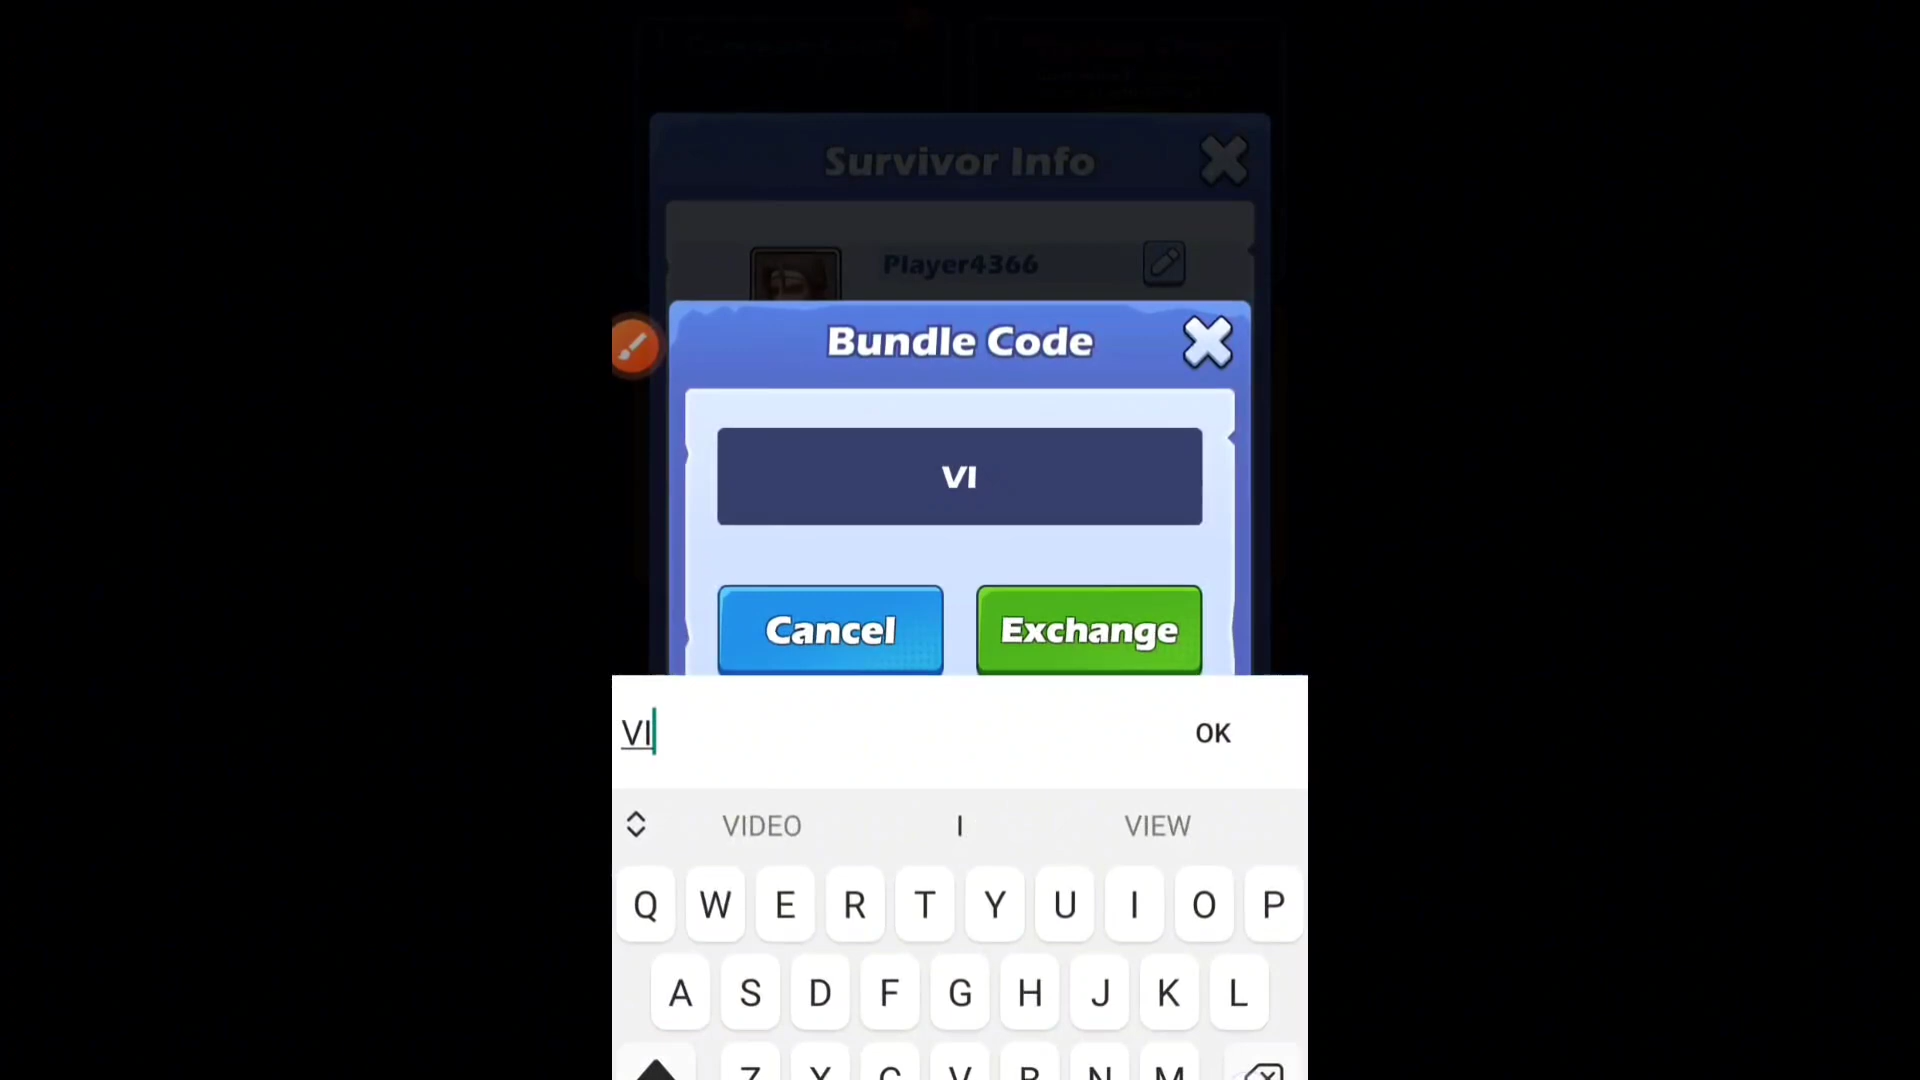 Survivor Info
Player4366
Bundle Code
VI
Cancel Exchange
VI OK
VIDEO I VIEW
Q W E R T Y U I O P
A S D F G H J K L
Z X C V B N M